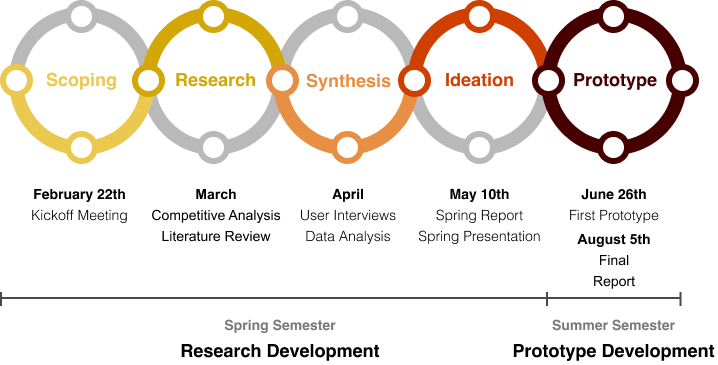 Scoping
Research
Synthesis
Ideation
Prototype
February 22th
Kickoff Meeting
March
Competitive Analysis
Literature Review
April
User Interviews
Data Analysis
May 10th
Spring Report
Spring Presentation
June 26th
First Prototype
August 5th
Final
Report
Spring Semester
Research Development
Summer Semester
Prototype Development